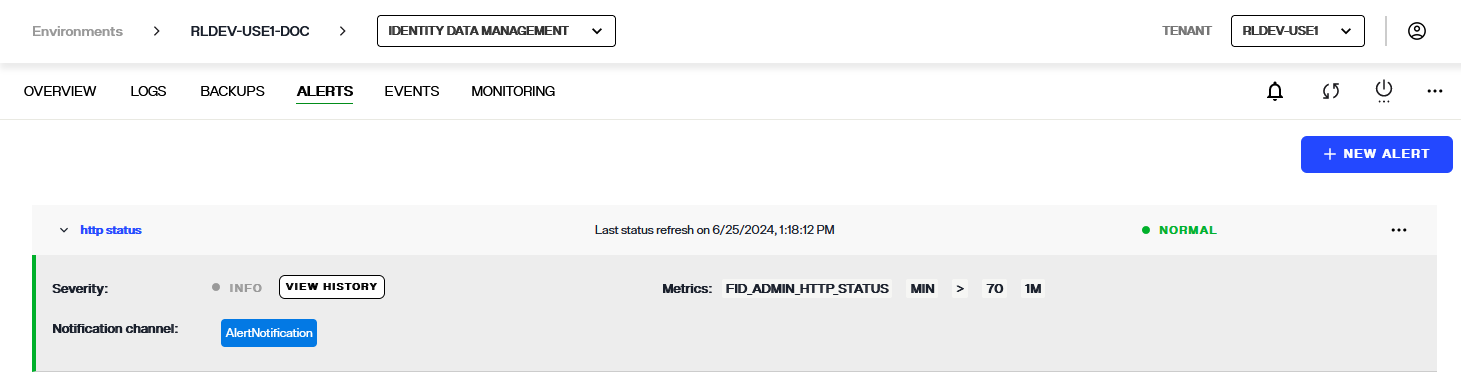 Environments > RLDEV-USE1-DOC > IDENTITY DATA MANAGEMENT TENANT RLDEV-USE1
OVERVIEW LOGS BACKUPS ALERTS EVENTS MONITORING
+ NEW ALERT
http status Last status refresh on 6/25/2024, 1:18:12 PM NORMAL
Severity: INFO VIEW HISTORY Metrics: FID_ADMIN_HTTP_STATUS MIN > 70 1M
Notification channel: AlertNotification